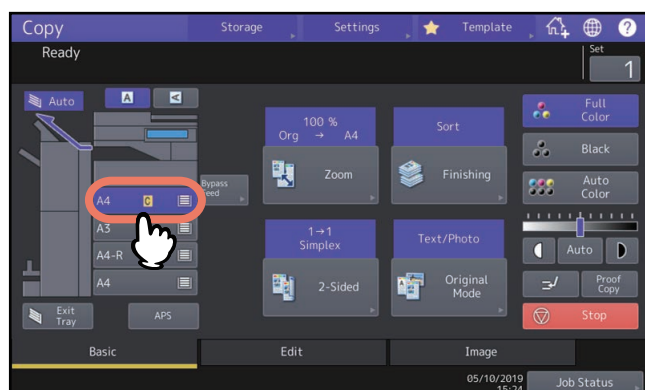 Copy
Storage
Settings
Template
?
Ready
Set
1
Auto
A
A
100 %
Org → A4
Zoom
Sort
Finishing
Full
Color
Black
Auto
Color
Bypass
Feed
A4
C
A3
A4-R
A4
1→1
Simplex
2-Sided
Text/Photo
Original
Mode
Auto
Proof
Copy
Stop
Exit
Tray
APS
Basic
Edit
Image
05/10/2019
15:24
Job Status